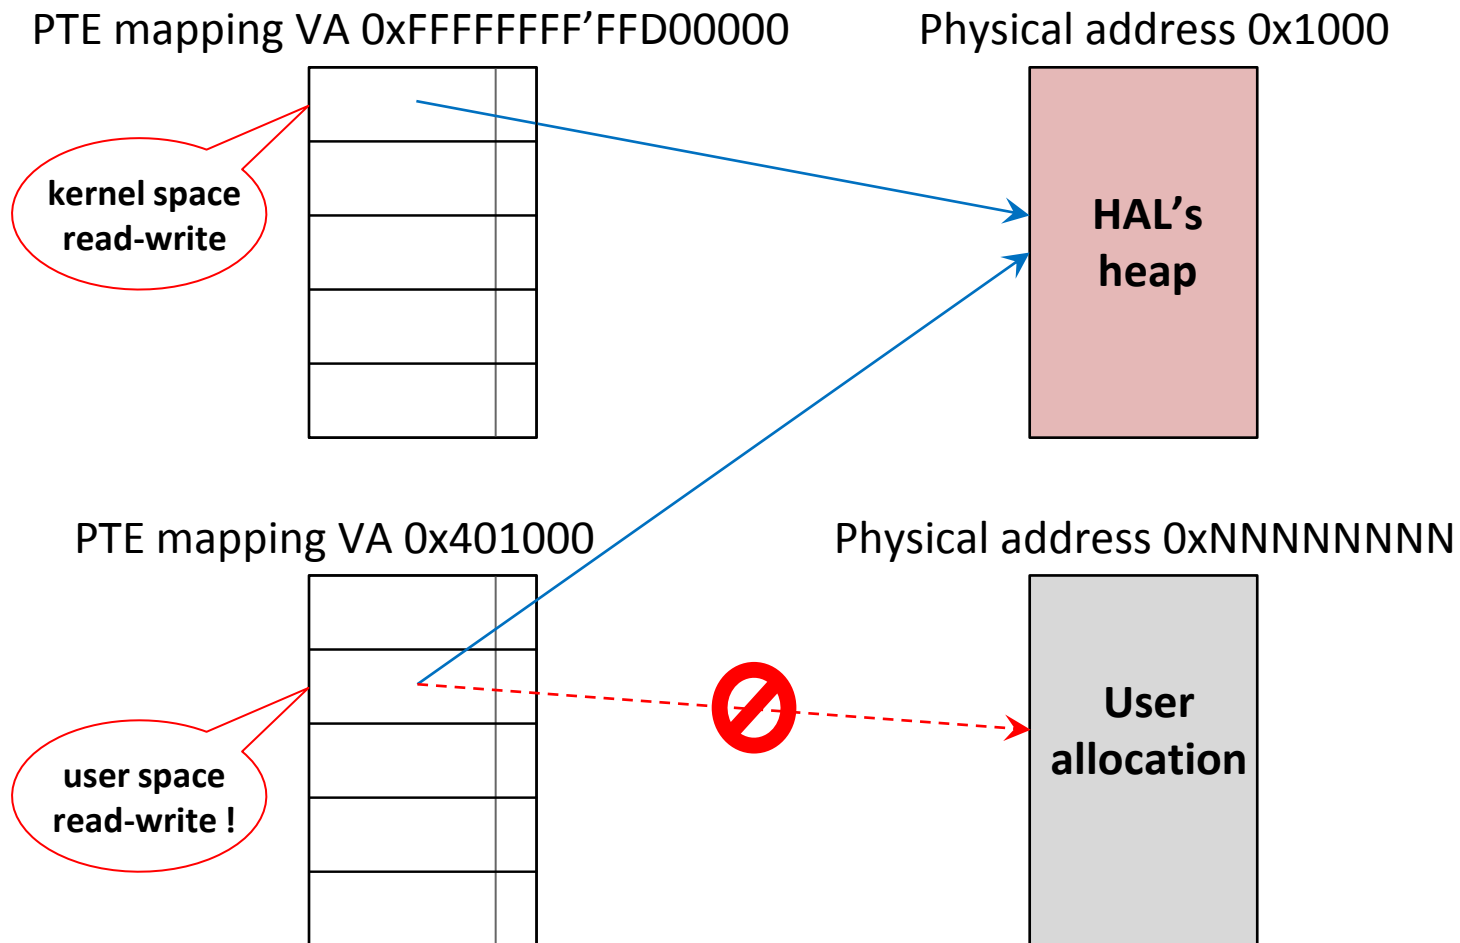 PTE mapping VA 0xFFFFFFFF’FFD00000
Physical address 0x1000
kernel space
read-write
HAL’s
heap
PTE mapping VA 0x401000
Physical address 0xNNNNNNNN
user space
read-write !
User
allocation